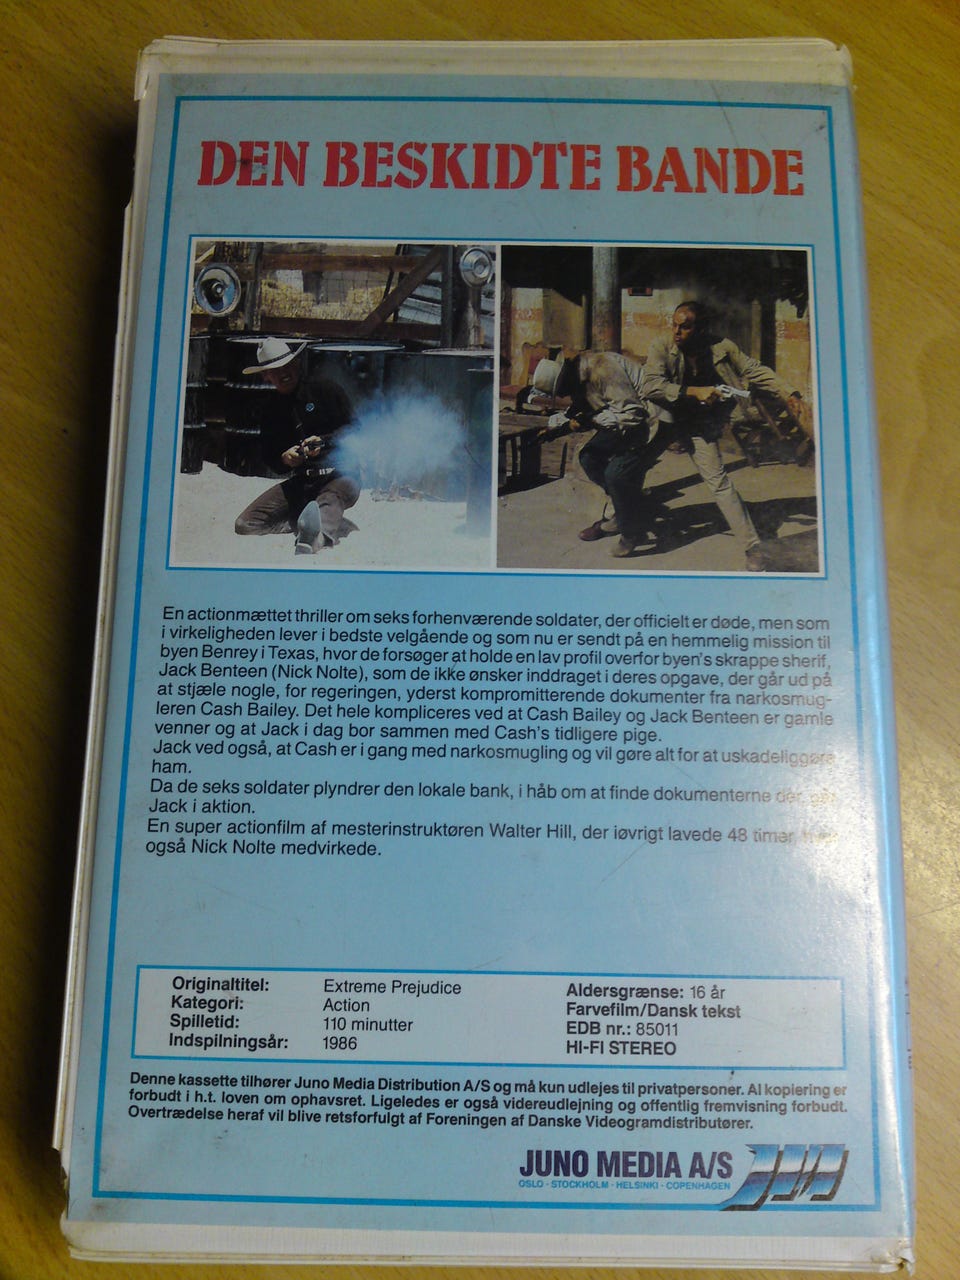 DEN BESKIDTE BANDE
En actionmættet thriller om seks forhenværende soldater, der officielt er døde, men som
i virkeligheden lever i bedste velgående og som nu er sendt på en hemmelig mission til
byen Benrey i Texas, hvor de forsøger at holde en lav profil overfor byen's skrappe sherif,
Jack Benteen (Nick Nolte), som de ikke ønsker inddraget i deres opgave, der går ud på
at stjæle nogle, for regeringen, yderst kompromitterende dokumenter fra narkosmug-
leren Cash Bailey. Det hele kompliceres ved at Cash Bailey og Jack Benteen er gamle
venner og at Jack i dag bor sammen med Cash's tidligere pige.
Jack ved også, at Cash er i gang med narkosmugling og vil gøre alt for at uskadeliggøre
ham.
Da de seks soldater plyndrer den lokale bank, i håb om at finde dokumenterne der, går
Jack i aktion.
En super actionfilm af mesterinstruktøren Walter Hill, der iøvrigt lavede 48 timer,
også Nick Nolte medvirkede.
Originaltitel: Extreme Prejudice
Kategori: Action
Spilletid: 110 minutter
Indspilningsår: 1986
Aldersgrænse: 16 år
Farvefilm/Dansk tekst
EDB nr.: 85011
HI-FI STEREO
Denne kassette tilhører Juno Media Distribution A/S og må kun udlejes til privatpersoner. Al kopiering er
forbudt i h.t. loven om ophavsret. Ligeledes er også videreudlejning og offentlig fremvisning forbudt.
Overtrædelse heraf vil blive retsforfulgt af Foreningen af Danske Videogramdistributører.
JUNO MEDIA A/S
OSLO - STOCKHOLM - HELSINKI - COPENHAGEN